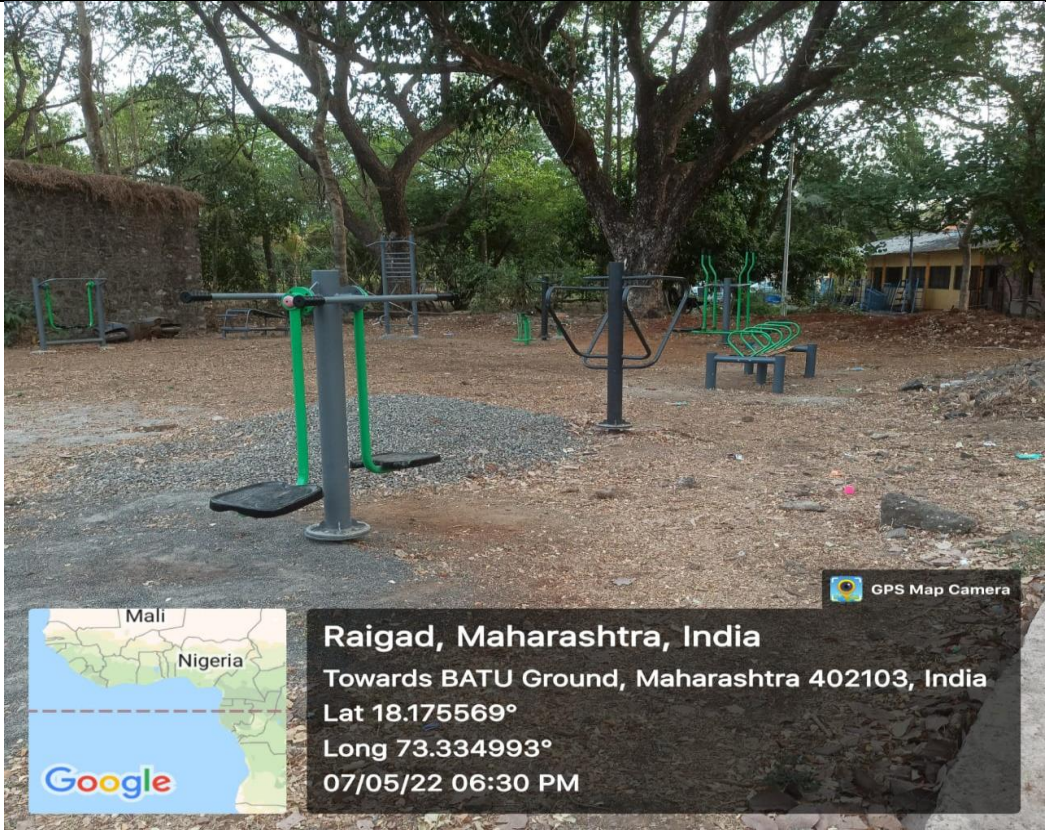 GPS Map Camera
Mali
Nigeria
Google
Raigad, Maharashtra, India
Towards BATU Ground, Maharashtra 402103, India
Lat 18.175569°
Long 73.334993°
07/05/22 06:30 PM